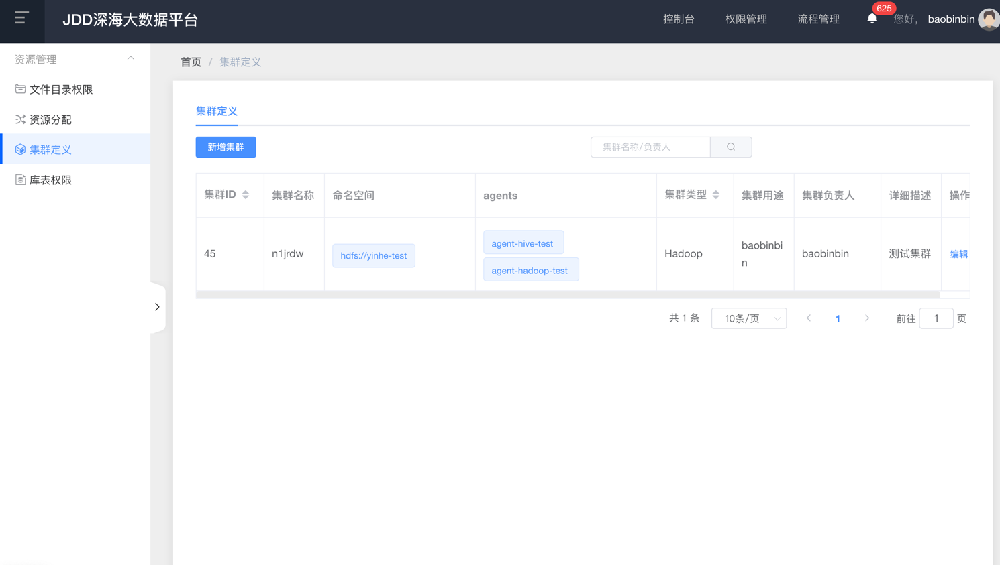 JDD深海大数据平台
控制台
权限管理
流程管理
625
您好,
baobinbin
资源管理
文件目录权限
资源分配
集群定义
库表权限
首页 / 集群定义
集群定义
新增集群
集群名称/负责人
集群ID
集群名称
命名空间
agents
集群类型
集群用途
集群负责人
详细描述
操作
45
n1jrdw
hdfs://yinhe-test
agent-hive-test
agent-hadoop-test
Hadoop
baobinbi
n
baobinbin
测试集群
编辑
共 1 条
10条/页
1
前往 1 页